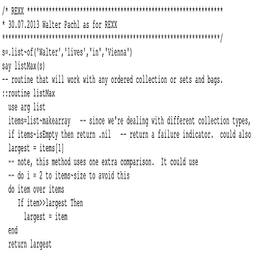 /* REXX ***************************************************************
* 30.07.2013 Walter Pachl as for REXX
**********************************************************************/
s=.list~of('Walter','lives','in','Vienna')
say listMax(s)
-- routine that will work with any ordered collection or sets and bags.
::routine listMax
use arg list
items=list~makearray -- since we're dealing with different collection types,
if items~isEmpty then return .nil -- return a failure indicator. could also
largest = items[1]
-- note, this method uses one extra comparison. It could use
-- do i = 2 to items~size to avoid this
do item over items
If item>>largest Then
largest = item
end
return largest